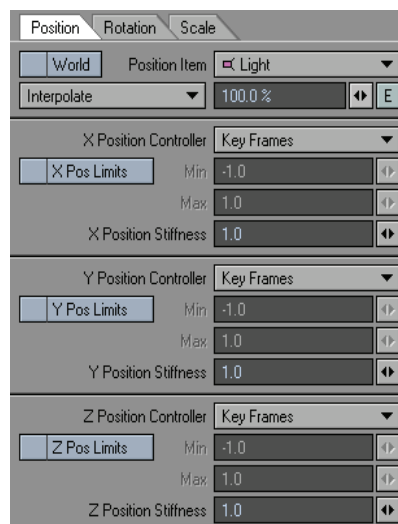 Position Rotation Scale
World Position Item Light
Interpolate 100.0 % E
X Position Controller Key Frames
X Pos Limits Min -1.0
Max 1.0
X Position Stiffness 1.0
Y Position Controller Key Frames
Y Pos Limits Min -1.0
Max 1.0
Y Position Stiffness 1.0
Z Position Controller Key Frames
Z Pos Limits Min -1.0
Max 1.0
Z Position Stiffness 1.0